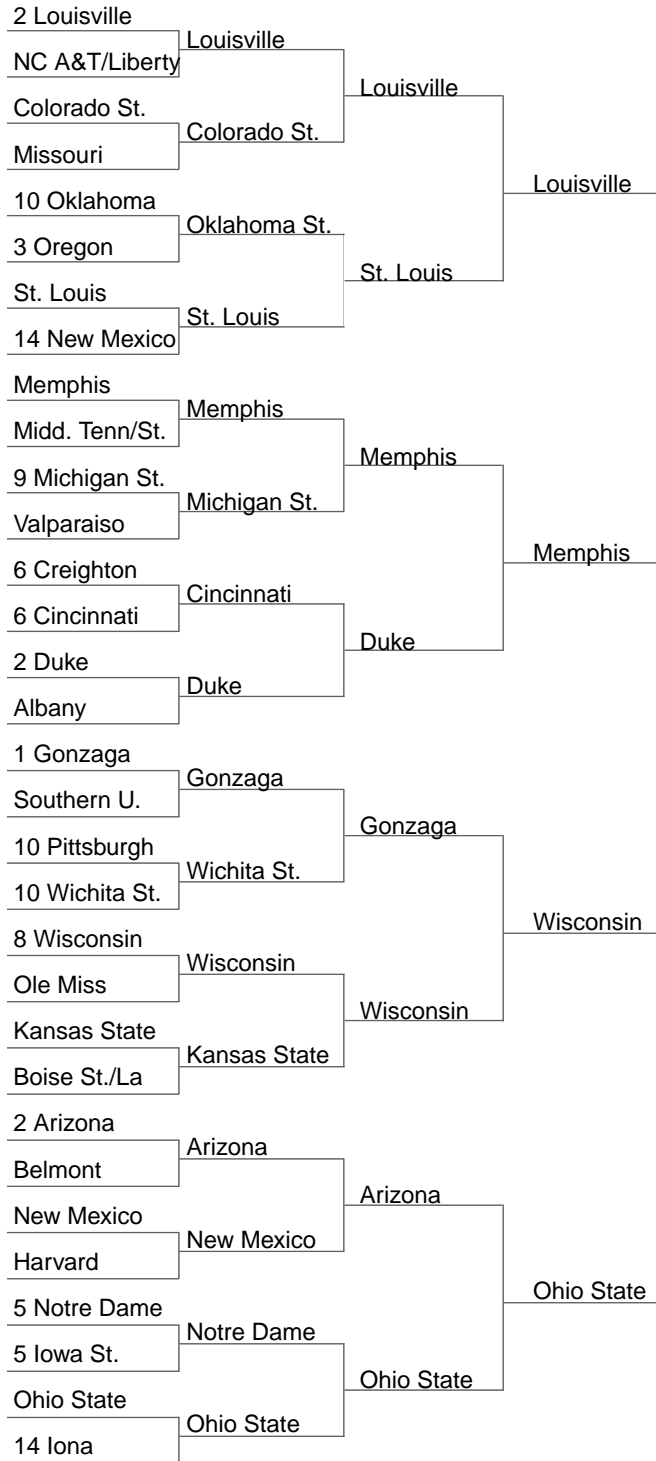 2 Louisville
NC A&T/Liberty
Colorado St.
Missouri
10 Oklahoma
3 Oregon
St. Louis
14 New Mexico
Memphis
Midd. Tenn/St.
9 Michigan St.
Valparaiso
6 Creighton
6 Cincinnati
2 Duke
Albany
1 Gonzaga
Southern U.
10 Pittsburgh
10 Wichita St.
8 Wisconsin
Ole Miss
Kansas State
Boise St./La
2 Arizona
Belmont
New Mexico
Harvard
5 Notre Dame
5 Iowa St.
Ohio State
14 Iona
Louisville
Colorado St.
Oklahoma St.
St. Louis
Memphis
Michigan St.
Cincinnati
Duke
Gonzaga
Wichita St.
Wisconsin
Kansas State
Arizona
New Mexico
Notre Dame
Ohio State
Louisville
St. Louis
Memphis
Duke
Gonzaga
Wisconsin
Arizona
Ohio State
Louisville
Memphis
Wisconsin
Ohio State